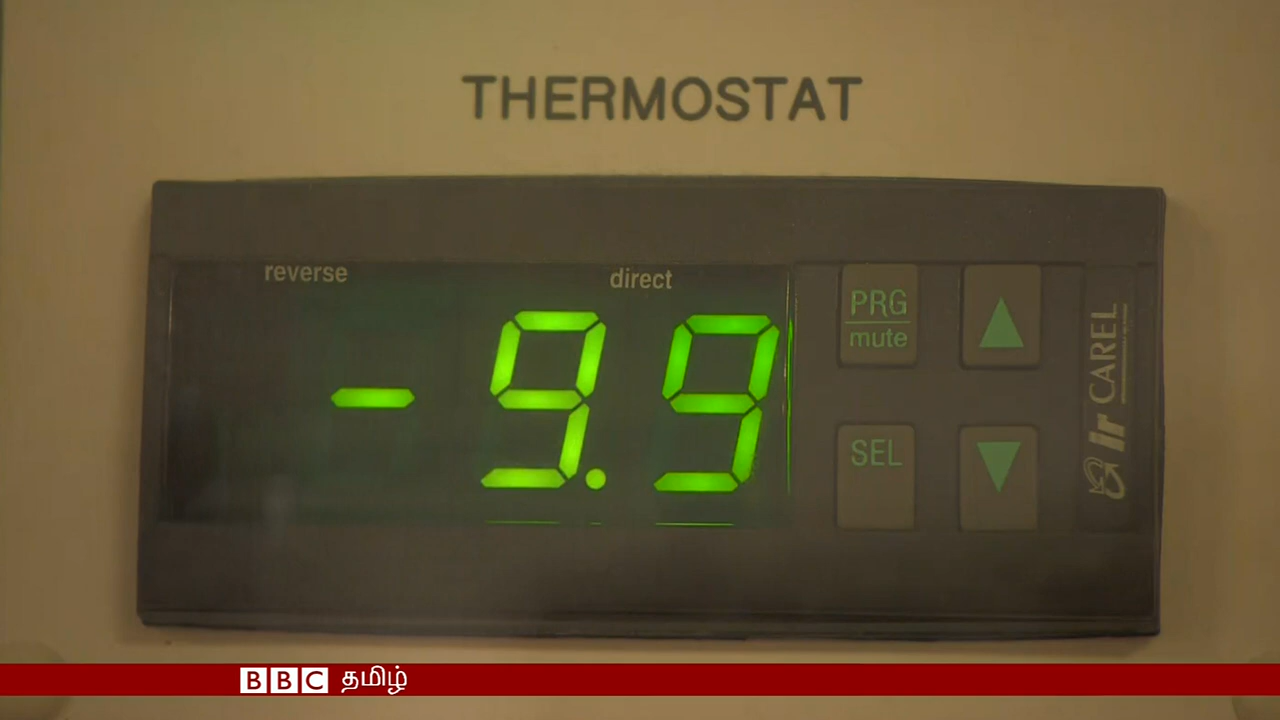 THERMOSTAT
reverse direct
-9.9
PRG
mute
SEL
ir CAREL
BBC தமிழ்